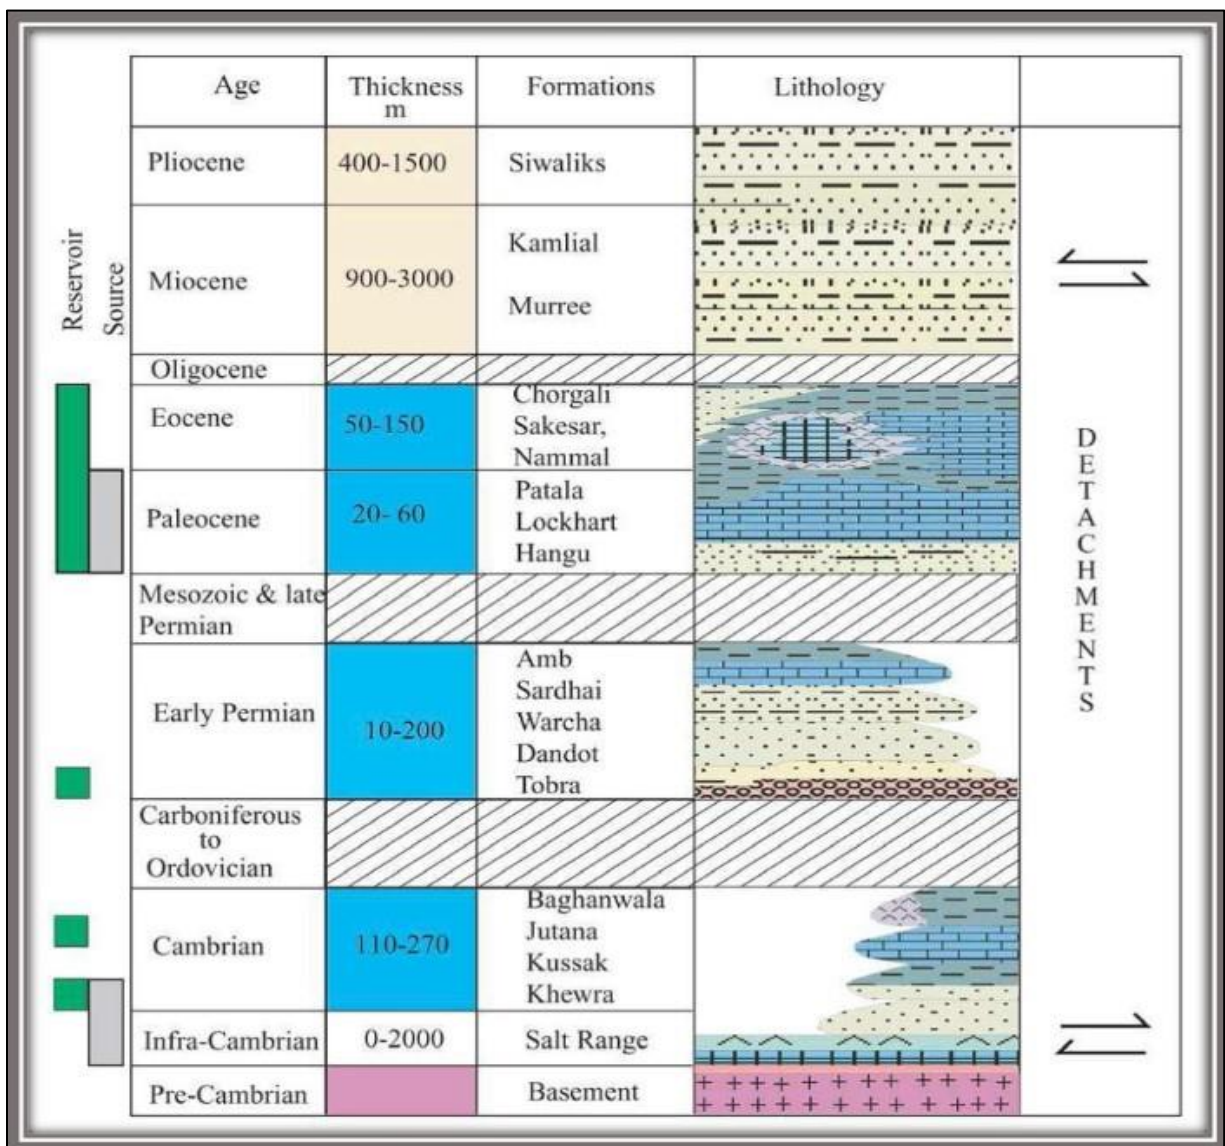 Age
Thickness
m
Formations
Lithology
Reservoir
Source
Pliocene
400-1500
Siwaliks
Miocene
900-3000
Kamlial
Murree
Oligocene
Eocene
50-150
Chorgali
Sakesar,
Nammal
Paleocene
20- 60
Patala
Lockhart
Hangu
Mesozoic & late
Permian
Early Permian
10-200
Amb
Sardhai
Warcha
Dandot
Tobra
Carboniferous
to
Ordovician
Cambrian
110-270
Baghanwala
Jutana
Kussak
Khewra
Infra-Cambrian
0-2000
Salt Range
Pre-Cambrian
Basement
DETACHMENTS